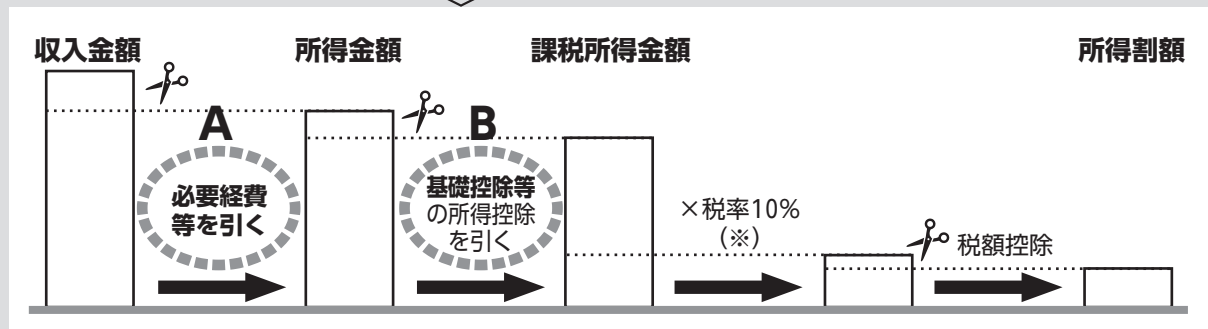 収入金額
所得金額
課税所得金額
所得割額
A
必要経費
等を引く
B
基礎控除等
の所得控除
を引く
×税率10%
(※)
税額控除